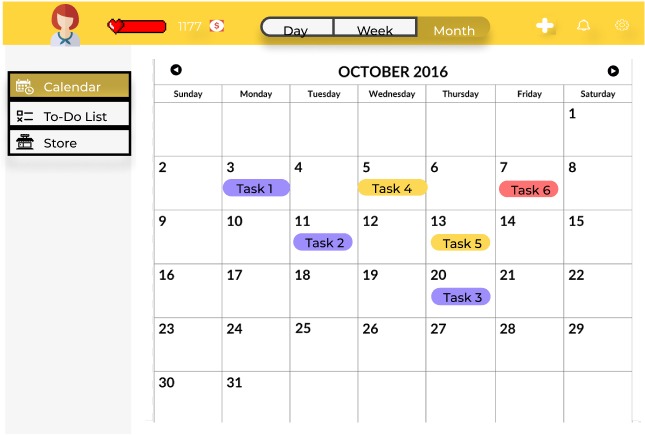 1177 $
Day Week Month
Calendar
To-Do List
Store
OCTOBER 2016
Sunday Monday Tuesday Wednesday Thursday Friday Saturday
1
2 3 4 5 6 7 8
Task 1 Task 4 Task 6
9 10 11 12 13 14 15
Task 2 Task 5
16 17 18 19 20 21 22
Task 3
23 24 25 26 27 28 29
30 31